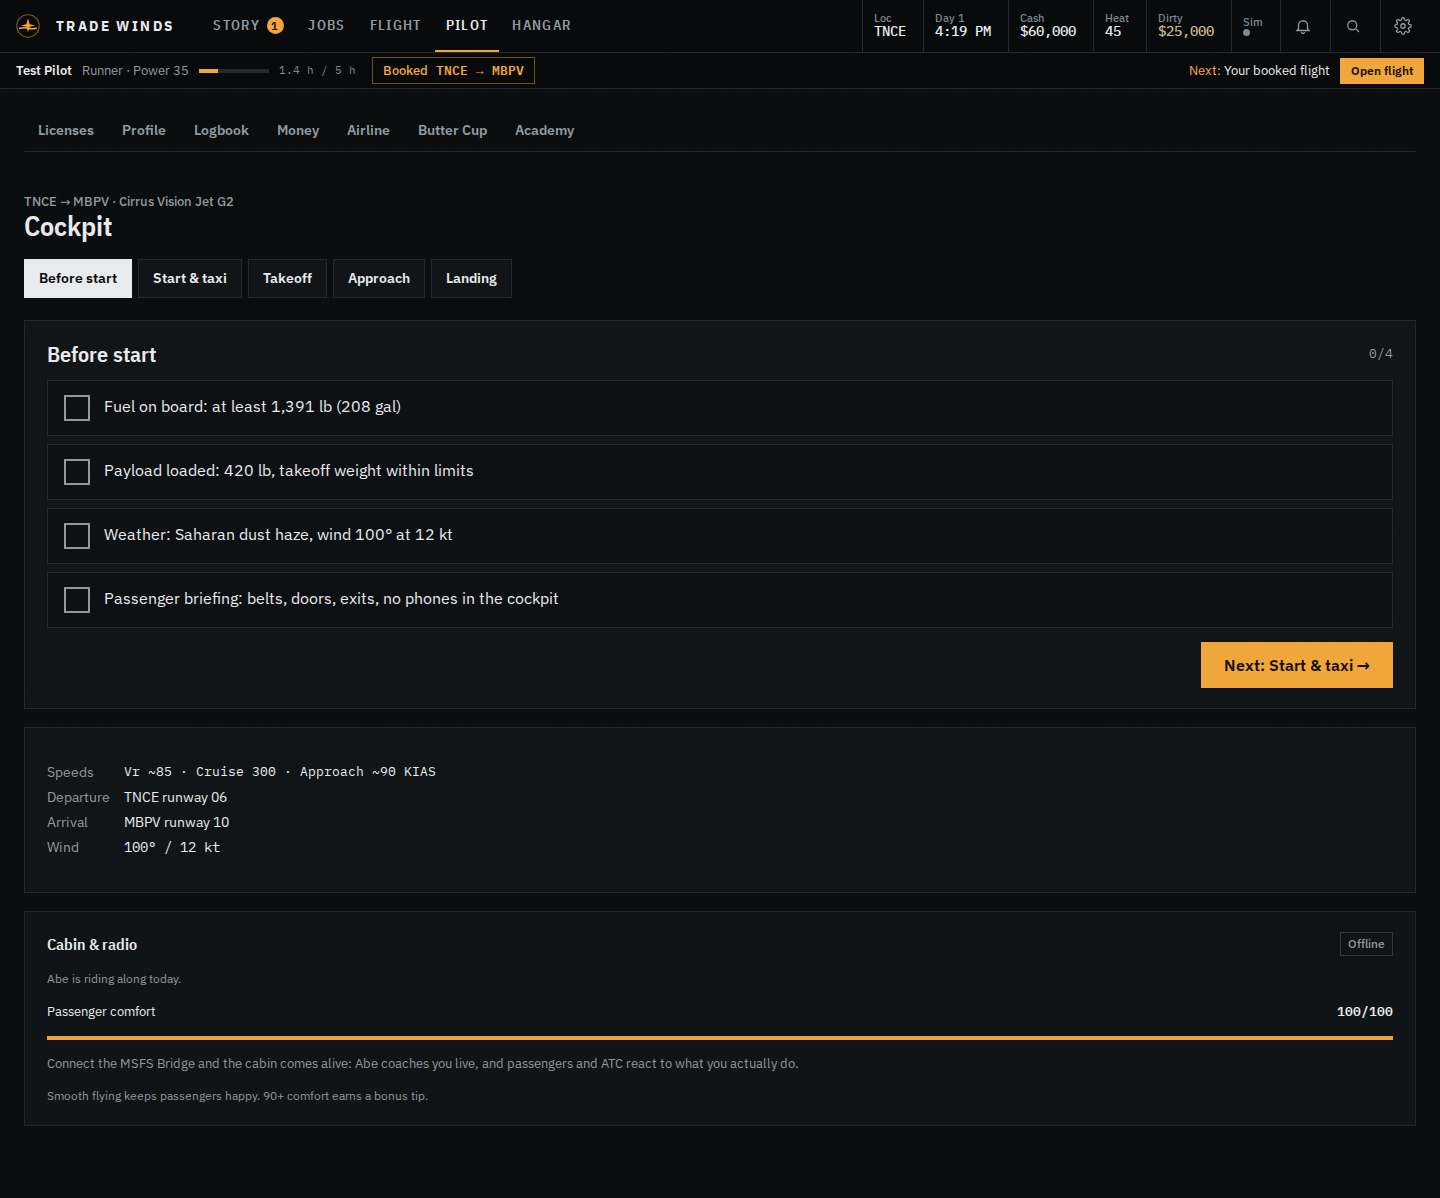 TRADE WINDS
STORY 1
JOBS
FLIGHT
PILOT
HANGAR
Loc
TNCE
Day 1
4:19 PM
Cash
$60,000
Heat
45
Dirty
$25,000
Sim
Test Pilot Runner · Power 35 1.4 h / 5 h Booked TNCE → MBPV
Next: Your booked flight Open flight
Licenses Profile Logbook Money Airline Butter Cup Academy
TNCE → MBPV · Cirrus Vision Jet G2
Cockpit
Before start Start & taxi Takeoff Approach Landing
Before start 0/4
Fuel on board: at least 1,391 lb (208 gal)
Payload loaded: 420 lb, takeoff weight within limits
Weather: Saharan dust haze, wind 100° at 12 kt
Passenger briefing: belts, doors, exits, no phones in the cockpit
Next: Start & taxi →
Speeds Vr ~85 · Cruise 300 · Approach ~90 KIAS
Departure TNCE runway 06
Arrival MBPV runway 10
Wind 100° / 12 kt
Cabin & radio Offline
Abe is riding along today.
Passenger comfort 100/100
Connect the MSFS Bridge and the cabin comes alive: Abe coaches you live, and passengers and ATC react to what you actually do.
Smooth flying keeps passengers happy. 90+ comfort earns a bonus tip.